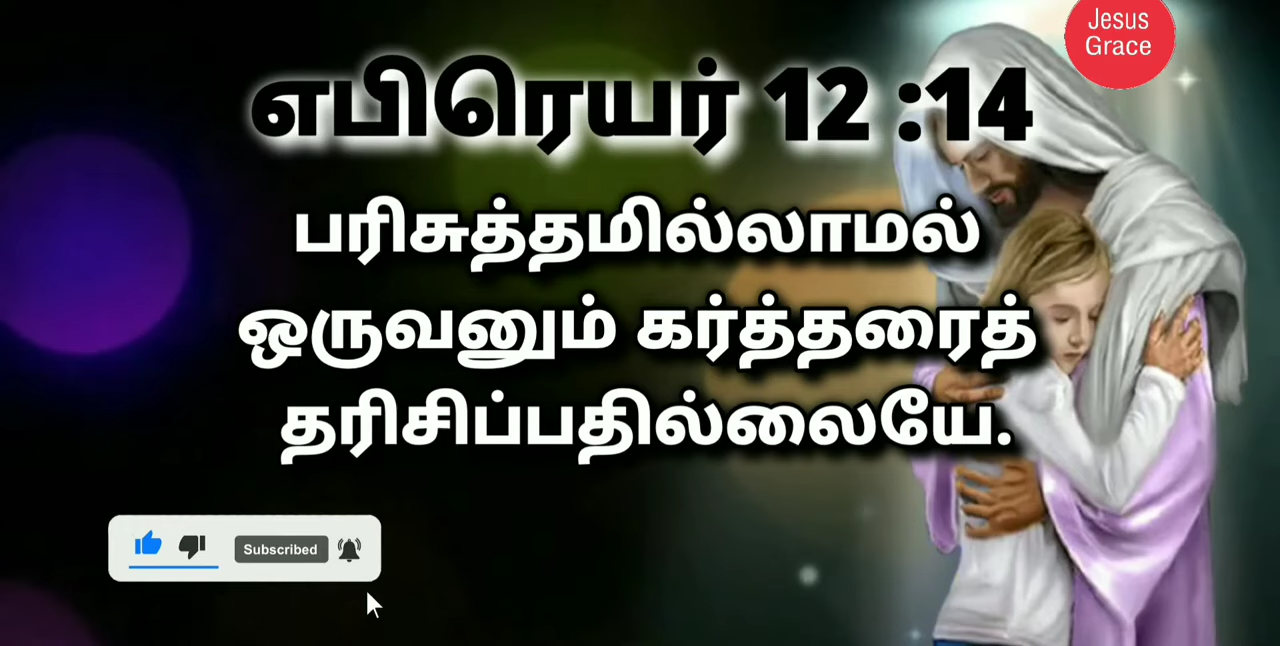 Jesus
Grace
எபிரெயர் 12 :14
பரிசுத்தமில்லாமல்
ஒருவனும் கர்த்தரைத்
தரிசிப்பதில்லையே.
Subscribed